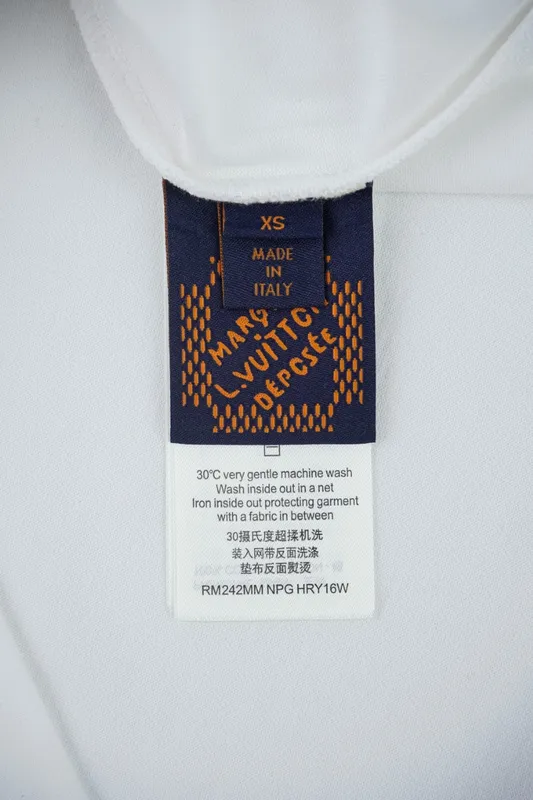 XS
MADE
IN
ITALY
L.VUITTON
DÉPOSÉE
30℃ very gentle machine wash
Wash inside out in a net
Iron inside out protecting garment
with a fabric in between
30摄氏度超揉机洗
装入网带反面洗涤
垫布反面熨烫
RM242MM NPG HRY16W